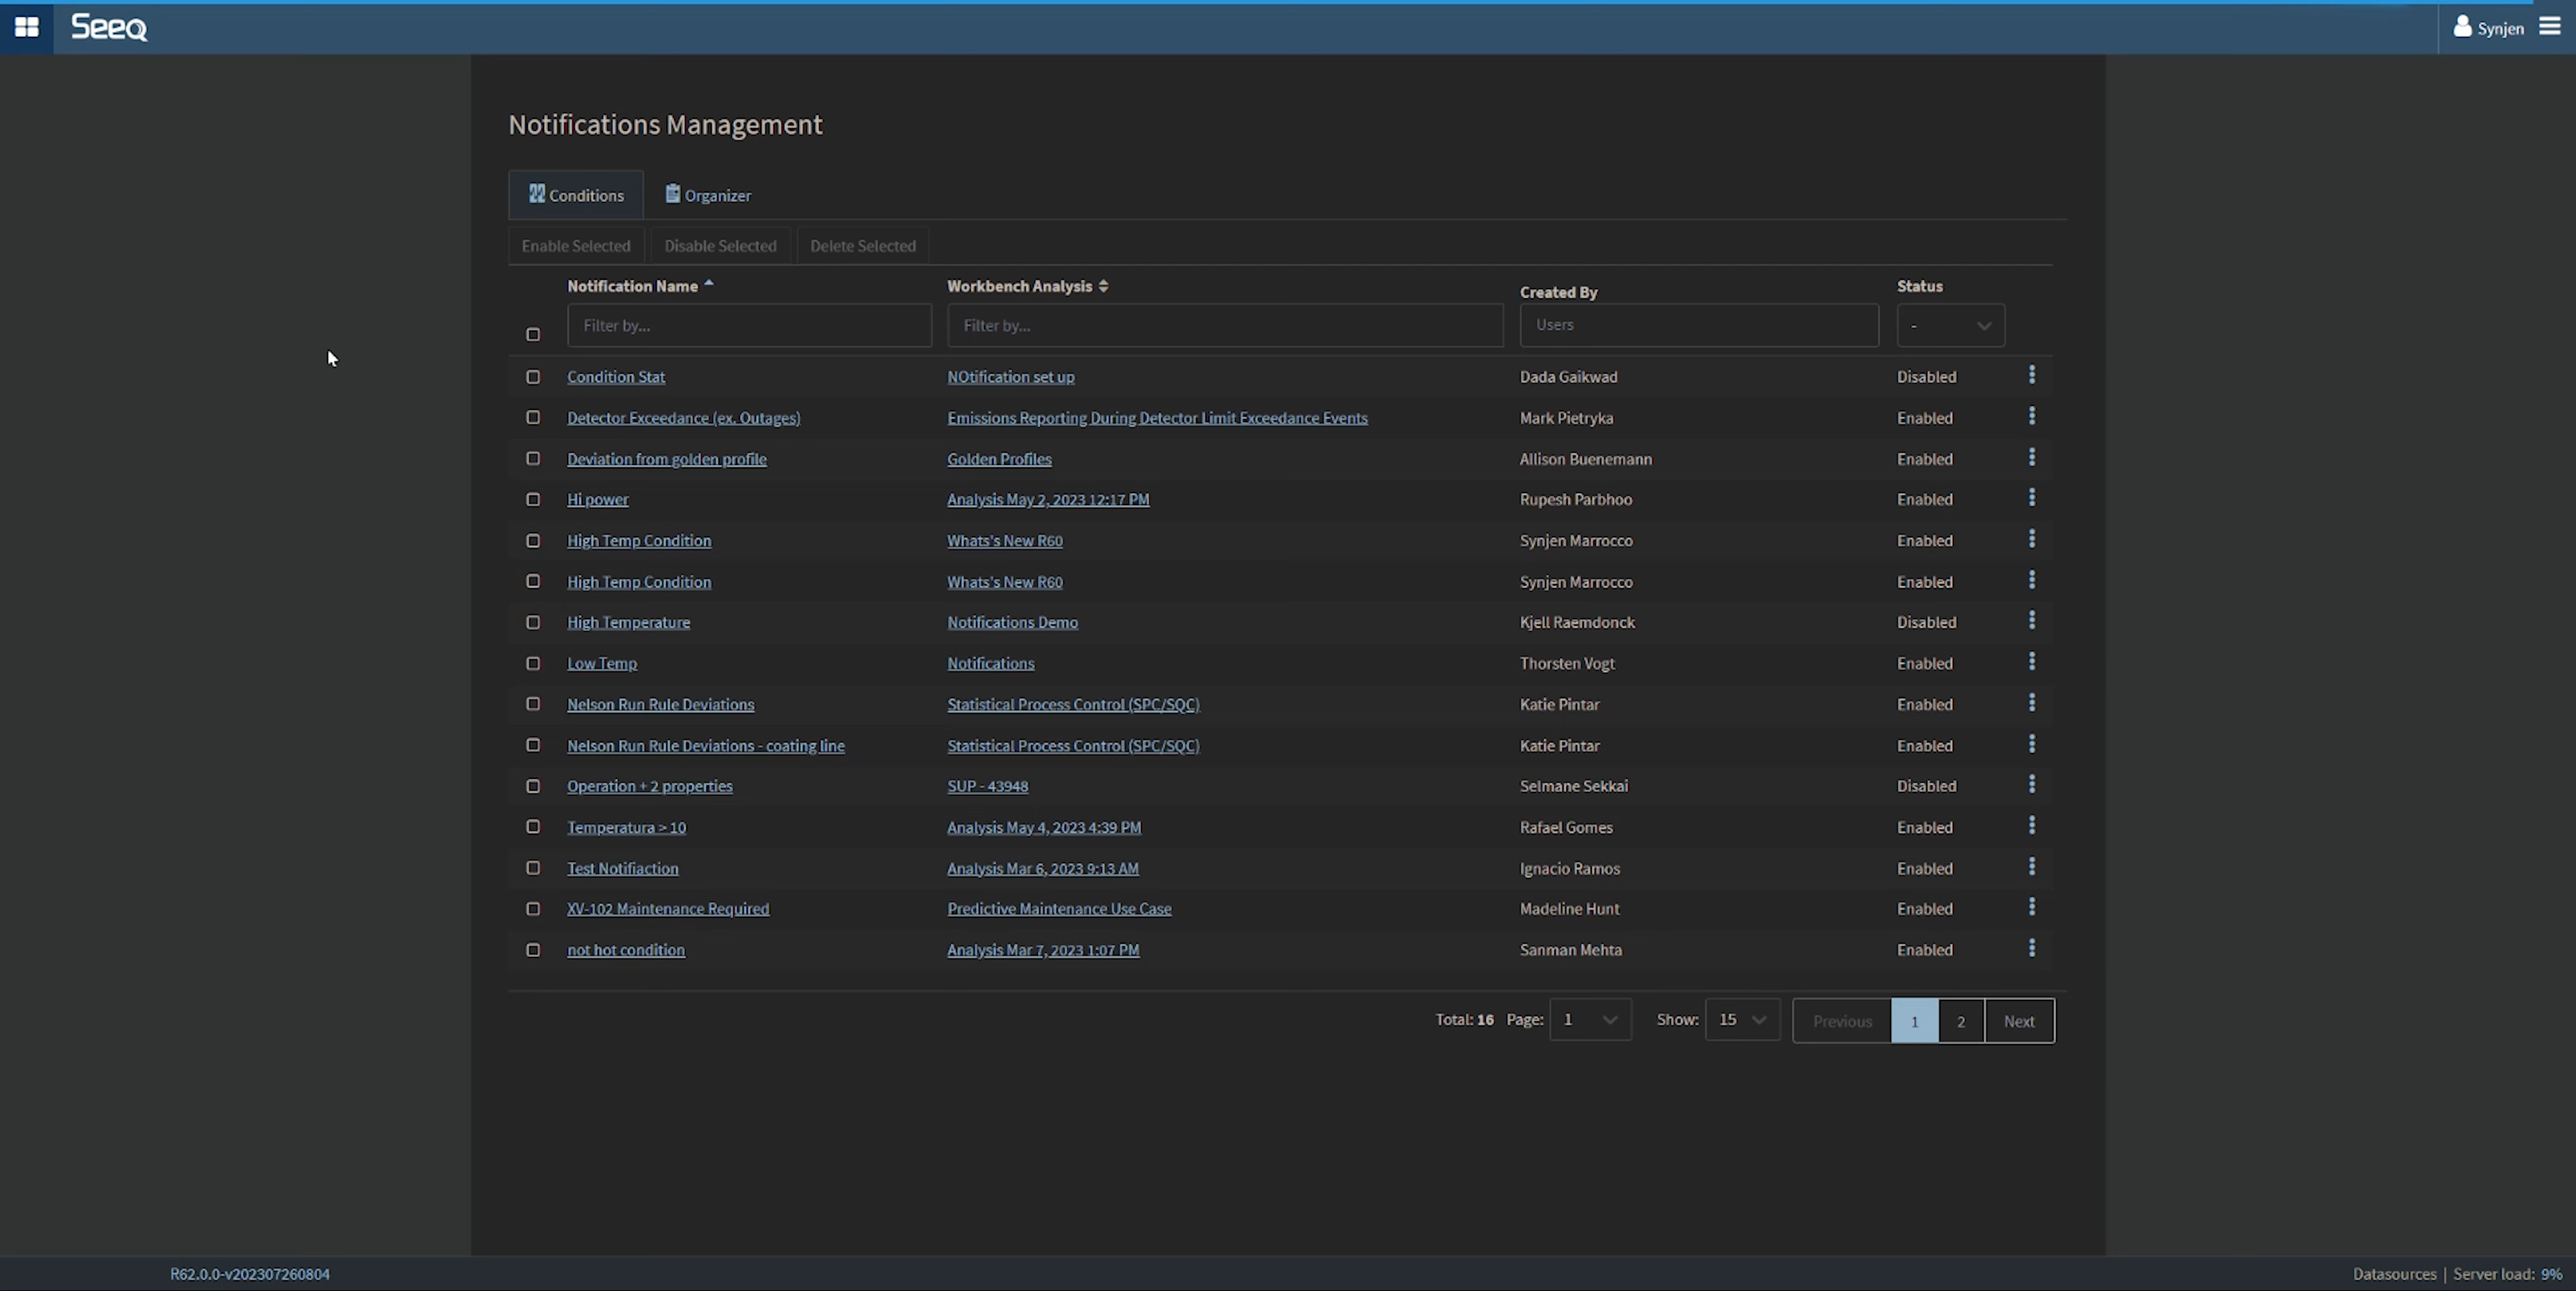 Seeq
Synjen
Notifications Management
Conditions
Organizer
Enable Selected
Disable Selected
Delete Selected
Notification Name
Workbench Analysis
Created By
Status
Filter by...
Filter by...
Users
-
Condition Stat NOtification set up Dada Gaikwad Disabled
Detector Exceedance (ex. Outages) Emissions Reporting During Detector Limit Exceedance Events Mark Pietryka Enabled
Deviation from golden profile Golden Profiles Allison Buenemann Enabled
Hi power Analysis May 2, 2023 12:17 PM Rupesh Parbhoo Enabled
High Temp Condition Whats's New R60 Synjen Marrocco Enabled
High Temp Condition Whats's New R60 Synjen Marrocco Enabled
High Temperature Notifications Demo Kjell Raemdonck Disabled
Low Temp Notifications Thorsten Vogt Enabled
Nelson Run Rule Deviations Statistical Process Control (SPC/SQC) Katie Pintar Enabled
Nelson Run Rule Deviations - coating line Statistical Process Control (SPC/SQC) Katie Pintar Enabled
Operation + 2 properties SUP - 43948 Selmane Sekkai Disabled
Temperatura > 10 Analysis May 4, 2023 4:39 PM Rafael Gomes Enabled
Test Notifiaction Analysis Mar 6, 2023 9:13 AM Ignacio Ramos Enabled
XV-102 Maintenance Required Predictive Maintenance Use Case Madeline Hunt Enabled
not hot condition Analysis Mar 7, 2023 1:07 PM Sanman Mehta Enabled
Total: 16 Page: 1 Show: 15 Previous 1 2 Next
R62.0.0-v202307260804
Datasources | Server load: 9%